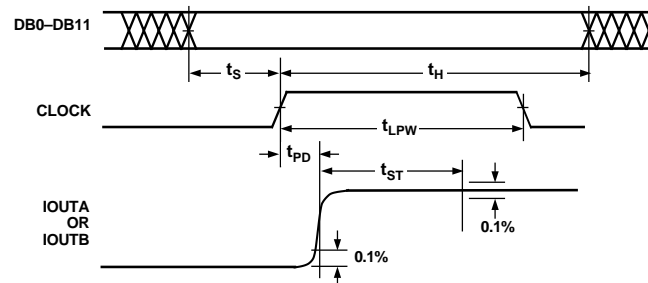 DB0–DB11
tS
tH
CLOCK
tLPW
tPD
tST
IOUTA
OR
IOUTB
0.1%
0.1%